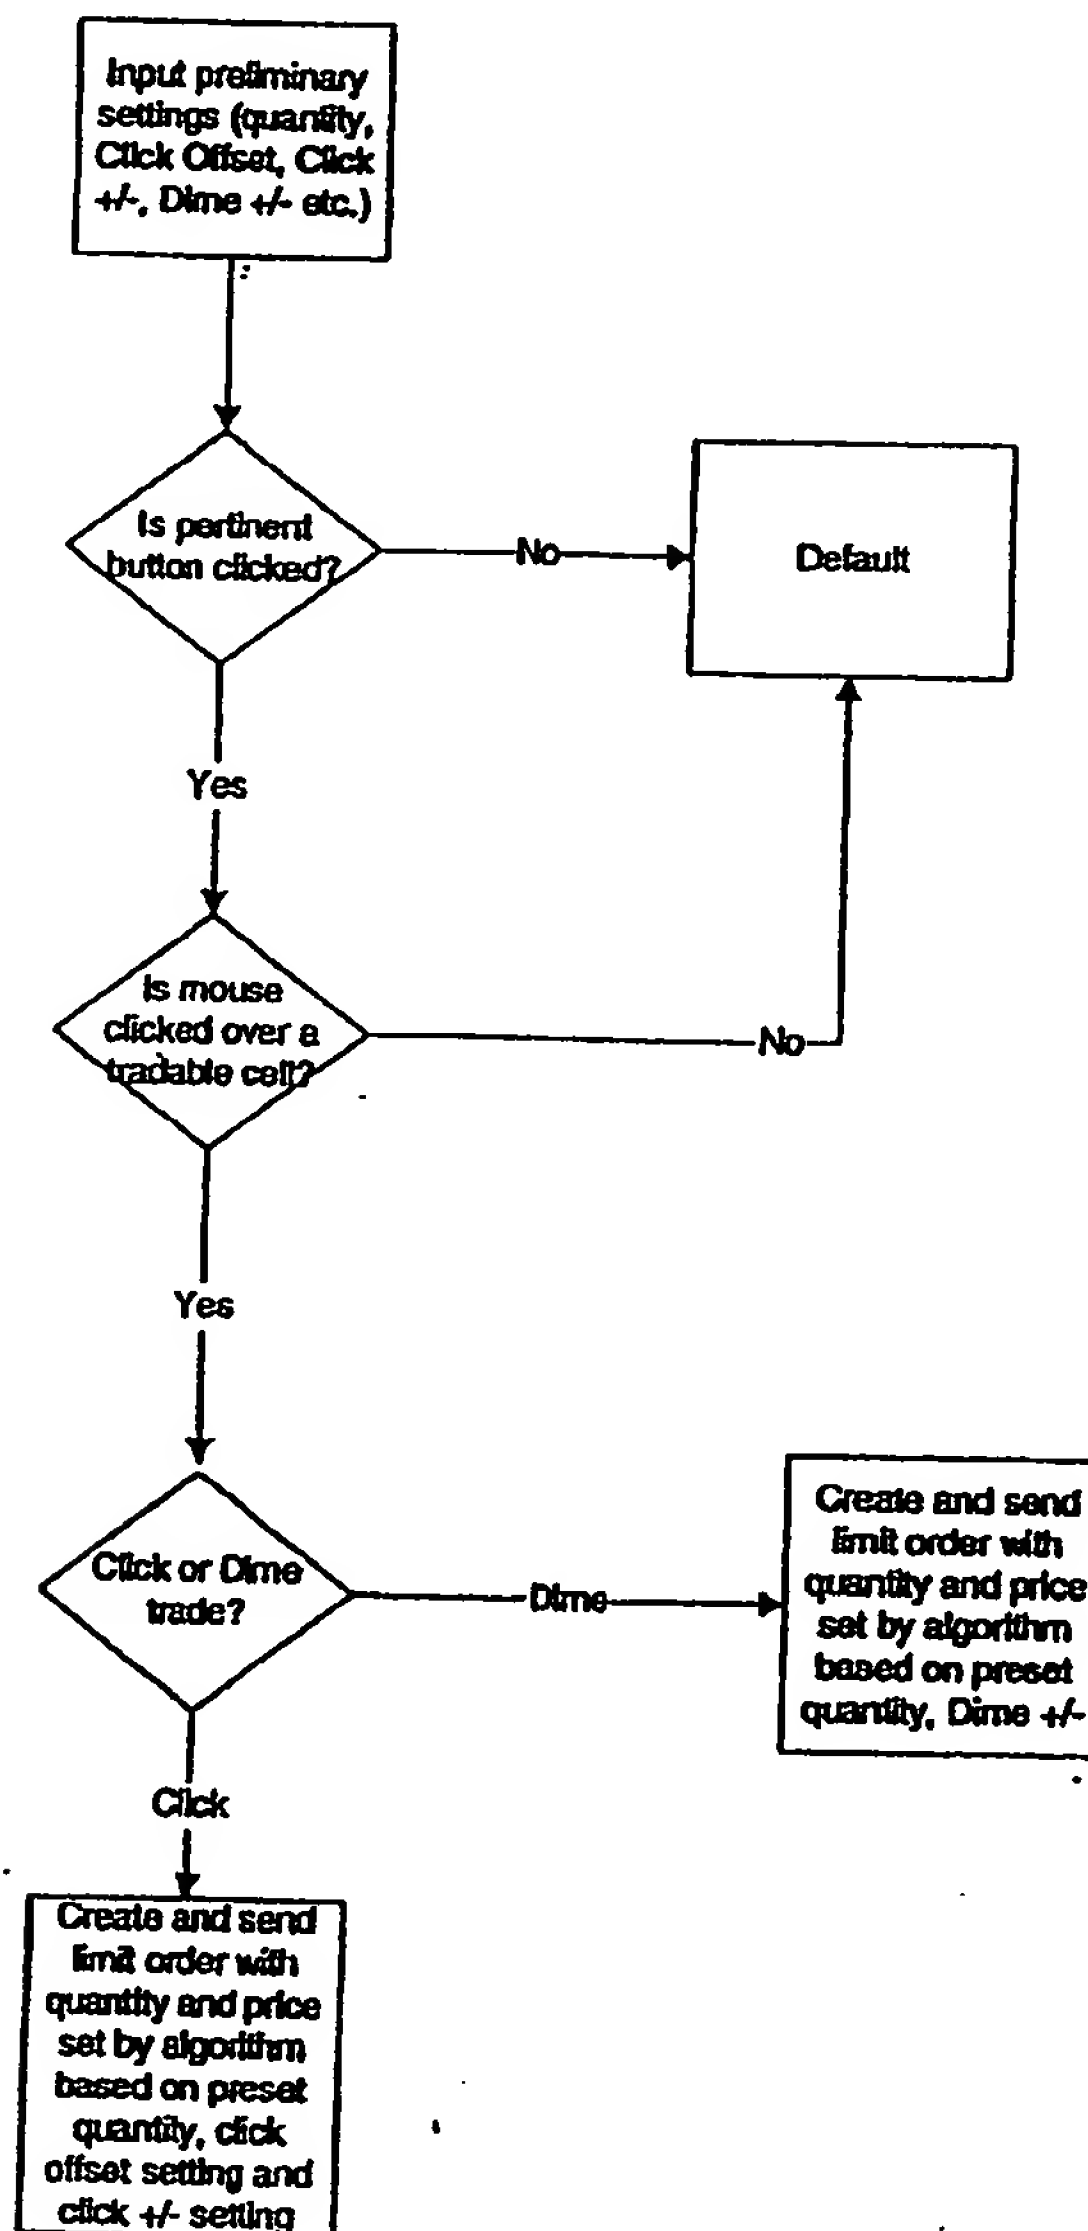 Input preliminary
settings (quantity,
Click Offset, Click
+/-, Dime +/- etc.)
Is pertinent
button clicked?
No
Default
Yes
Is mouse
clicked over a
tradable cell?
No
Yes
Click or Dime
trade?
Dime
Create and send
limit order with
quantity and price
set by algorithm
based on preset
quantity, Dime +/-
Click
Create and send
limit order with
quantity and price
set by algorithm
based on preset
quantity, click
offset setting and
click +/- setting